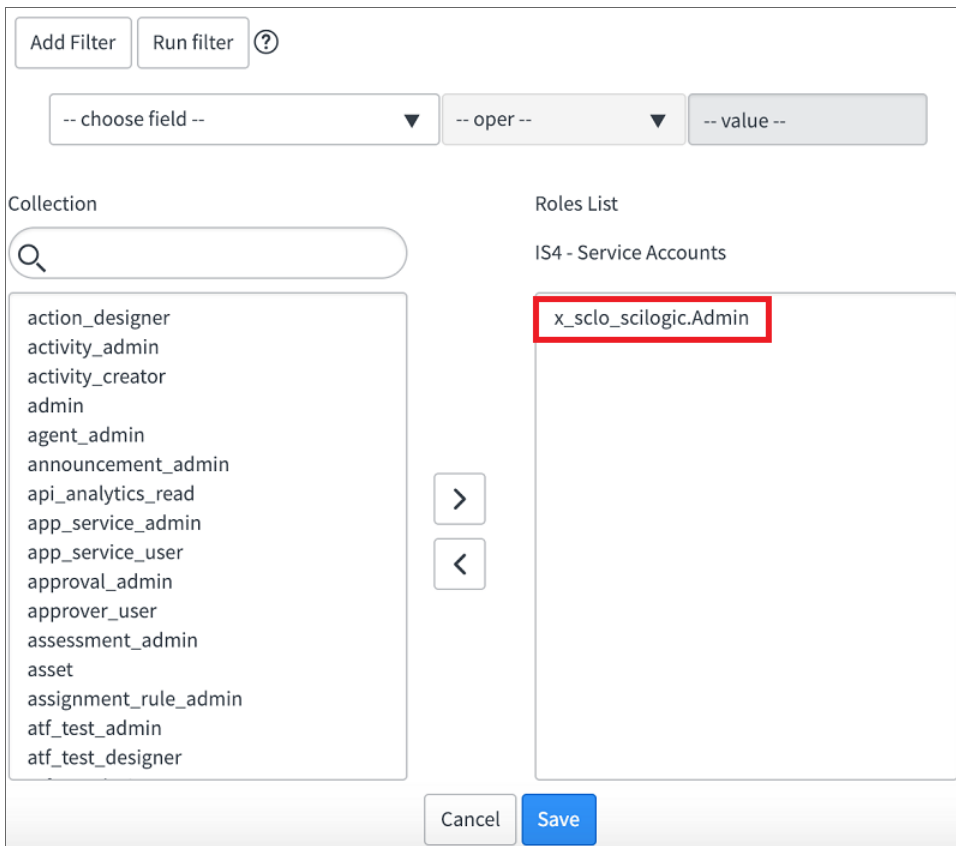 Add Filter Run filter ?
-- choose field -- -- oper -- -- value --
Collection
Roles List
IS4 - Service Accounts
action_designer
activity_admin
activity_creator
admin
agent_admin
announcement_admin
api_analytics_read
app_service_admin
app_service_user
approval_admin
approver_user
assessment_admin
asset
assignment_rule_admin
atf_test_admin
atf_test_designer
x_sclo_scilogic.Admin
>
<
Cancel Save